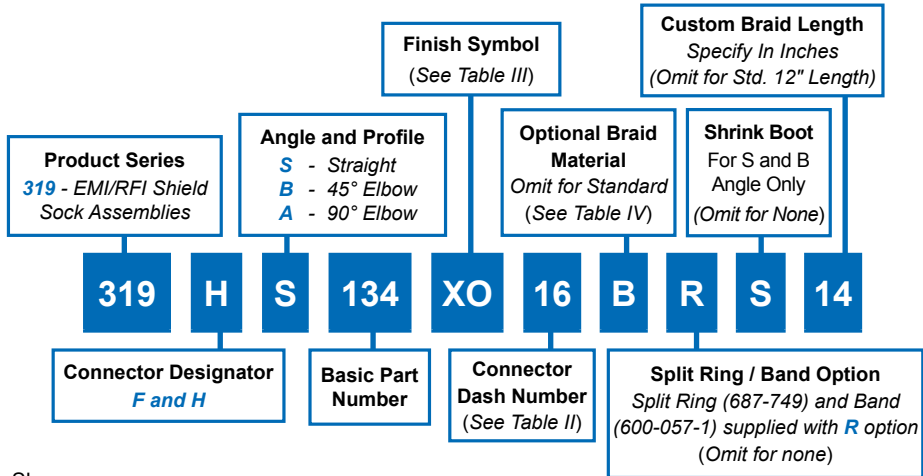 Custom Braid Length
Specify In Inches
(Omit for Std. 12" Length)
Finish Symbol
(See Table III)
Angle and Profile
S - Straight
B - 45° Elbow
A - 90° Elbow
Optional Braid
Material
Omit for Standard
(See Table IV)
Shrink Boot
For S and B
Angle Only
(Omit for None)
Product Series
319 - EMI/RFI Shield
Sock Assemblies
319 H S 134 XO 16 B R S 14
Connector Designator
F and H
Basic Part
Number
Connector
Dash Number
(See Table II)
Split Ring / Band Option
Split Ring (687-749) and Band
(600-057-1) supplied with R option
(Omit for none)